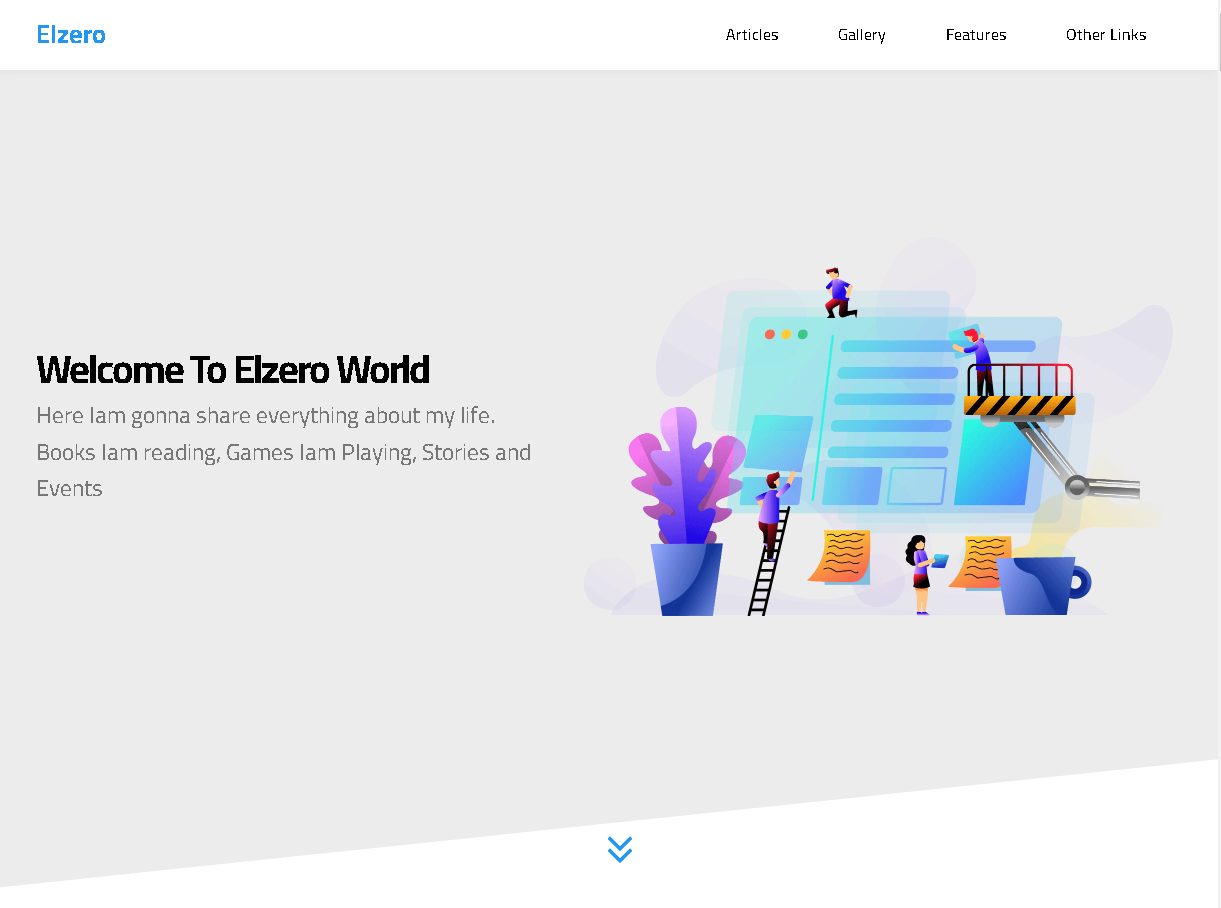 Elzero
Articles
Gallery
Features
Other Links
Welcome To Elzero World
Here Iam gonna share everything about my life.
Books Iam reading, Games Iam Playing, Stories and
Events